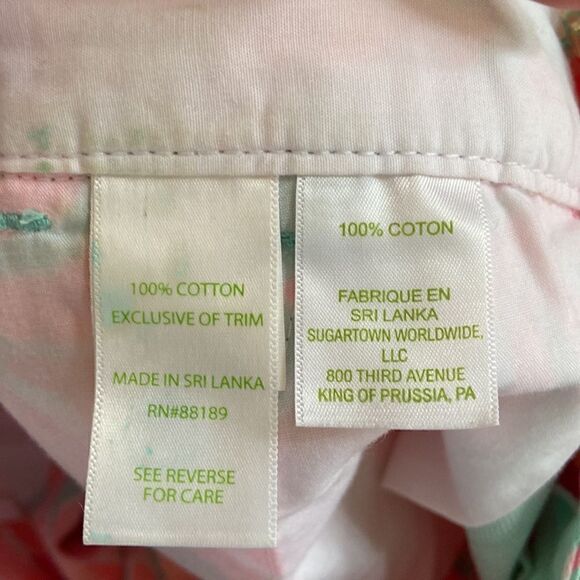 100% COTTON
EXCLUSIVE OF TRIM
MADE IN SRI LANKA
RN#88189
SEE REVERSE
FOR CARE
100% COTON
FABRIQUE EN
SRI LANKA
SUGARTOWN WORLDWIDE,
LLC
800 THIRD AVENUE
KING OF PRUSSIA, PA